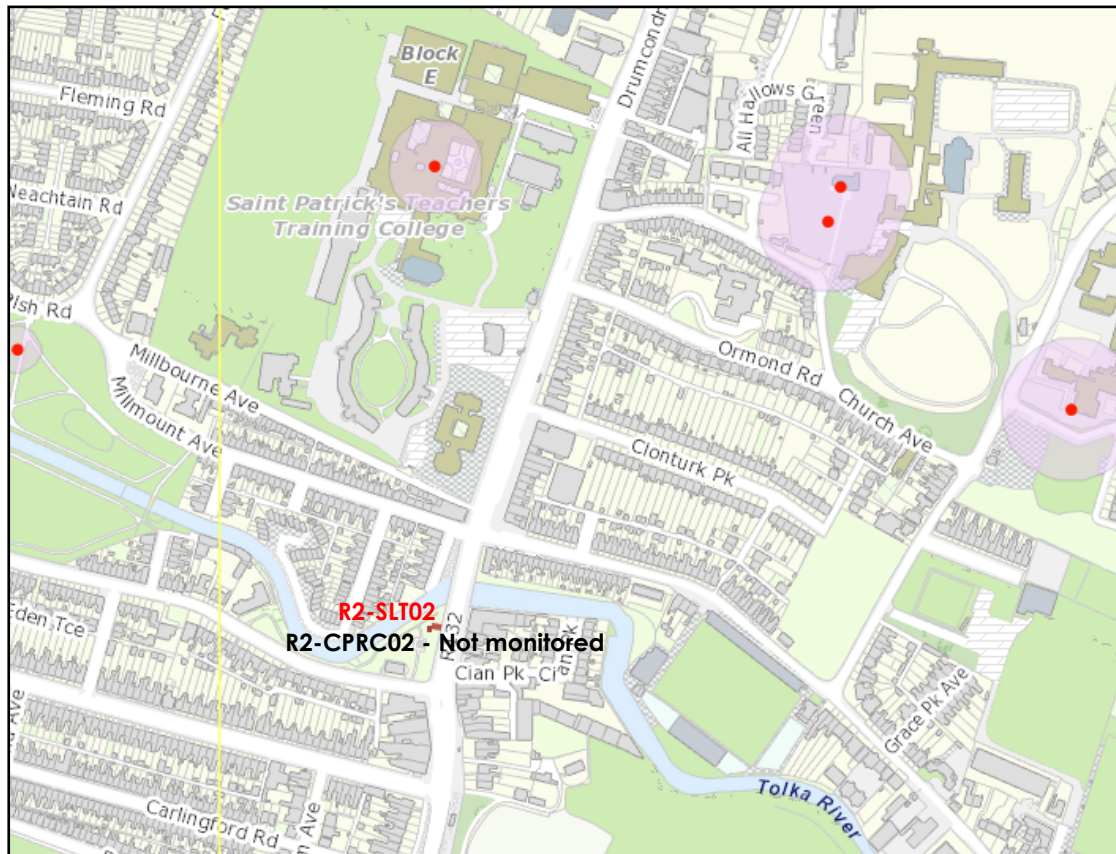 Block
E
Drumcondr
Fleming Rd
All Hallows Green
Neachtain Rd
Saint Patrick's Teachers
Training College
Rd
Millbourne Ave
Millmount Ave
Ormond Rd
Church Ave
Clonturk Pk
R2-SLT02
R2-CPRC02 - Not monitored
Eden Tce
Cian Pk
Grace Pk Ave
Tolka River
Carlingford Rd
Ave